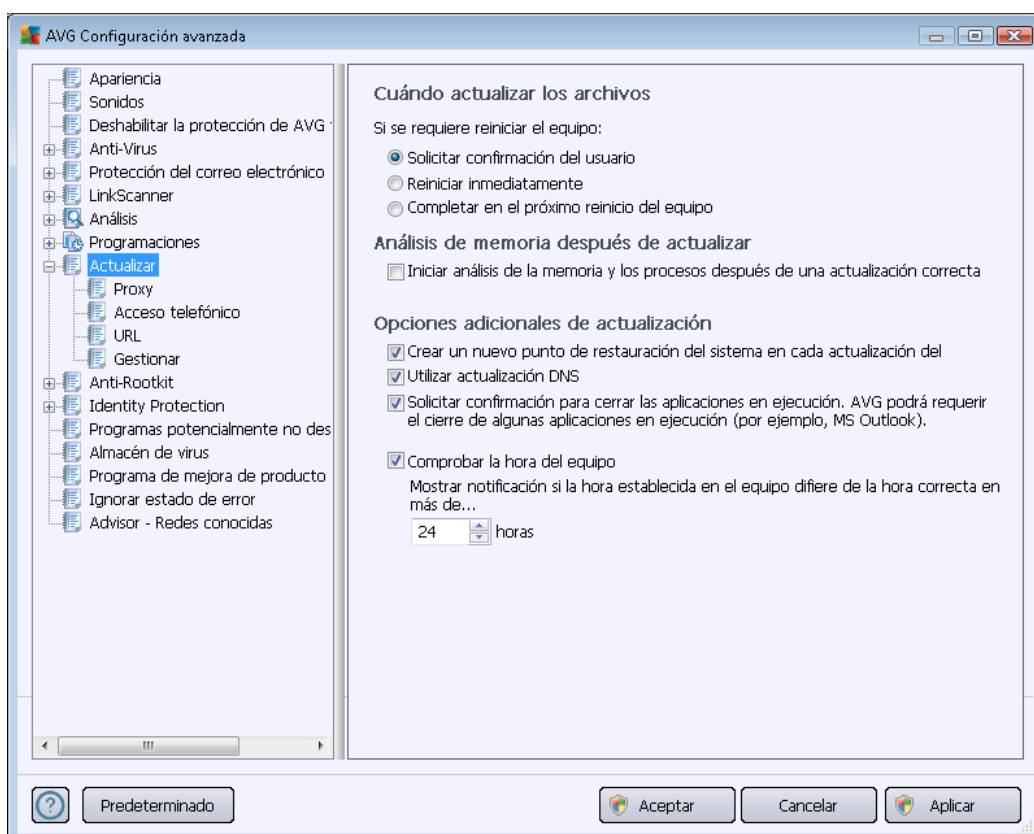 AVG Configuración avanzada
Apariencia
Sonidos
Deshabilitar la protección de AVG
Anti-Virus
Protección del correo electrónico
LinkScanner
Análisis
Programaciones
Actualizar
Proxy
Acceso telefónico
URL
Gestionar
Anti-Rootkit
Identity Protection
Programas potencialmente no des
Almacén de virus
Programa de mejora de producto
Ignorar estado de error
Advisor - Redes conocidas
Cuándo actualizar los archivos
Si se requiere reiniciar el equipo:
Solicitar confirmación del usuario
Reiniciar inmediatamente
Completar en el próximo reinicio del equipo
Análisis de memoria después de actualizar
Iniciar análisis de la memoria y los procesos después de una actualización correcta
Opciones adicionales de actualización
Crear un nuevo punto de restauración del sistema en cada actualización del
Utilizar actualización DNS
Solicitar confirmación para cerrar las aplicaciones en ejecución. AVG podrá requerir
el cierre de algunas aplicaciones en ejecución (por ejemplo, MS Outlook).
Comprobar la hora del equipo
Mostrar notificación si la hora establecida en el equipo difiere de la hora correcta en
más de...
24 horas
Predeterminado
Aceptar
Cancelar
Aplicar